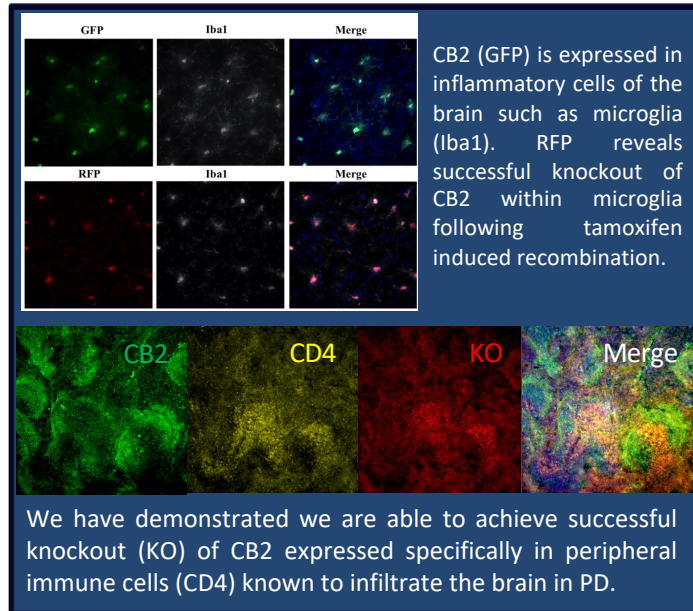 GFP Iba1 Merge
RFP Iba1 Merge
CB2 (GFP) is expressed in
inflammatory cells of the
brain such as microglia
(Iba1). RFP reveals
successful knockout of
CB2 within microglia
following tamoxifen
induced recombination.
CB2 CD4 KO Merge
We have demonstrated we are able to achieve successful
knockout (KO) of CB2 expressed specifically in peripheral
immune cells (CD4) known to infiltrate the brain in PD.